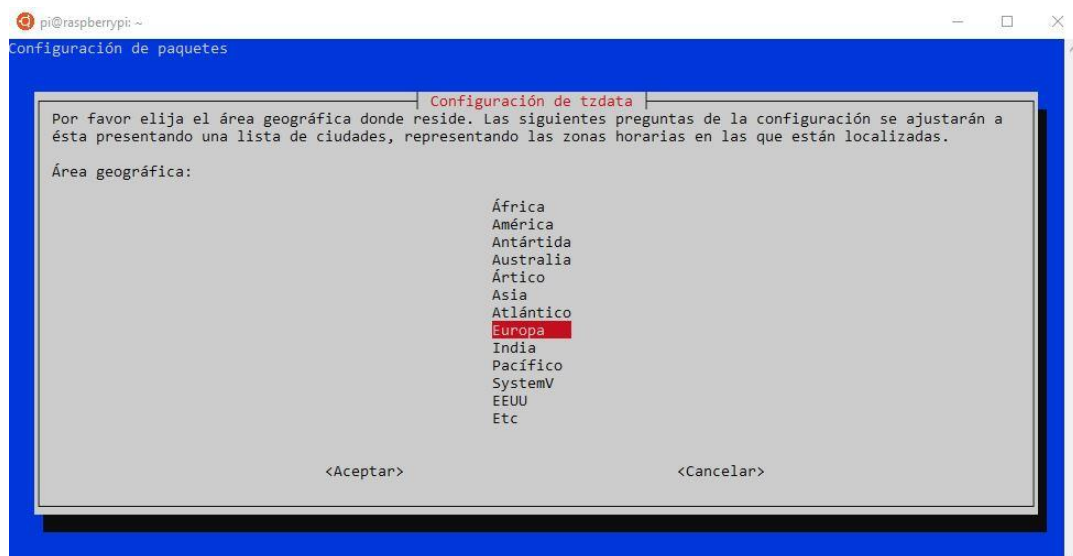 pi@raspberrypi: ~
Configuración de paquetes
Configuración de tzdata
Por favor elija el área geográfica donde reside. Las siguientes preguntas de la configuración se ajustarán a
ésta presentando una lista de ciudades, representando las zonas horarias en las que están localizadas.
Área geográfica:
África
América
Antártida
Australia
Ártico
Asia
Atlántico
Europa
India
Pacífico
SystemV
EEUU
Etc
<Aceptar> <Cancelar>